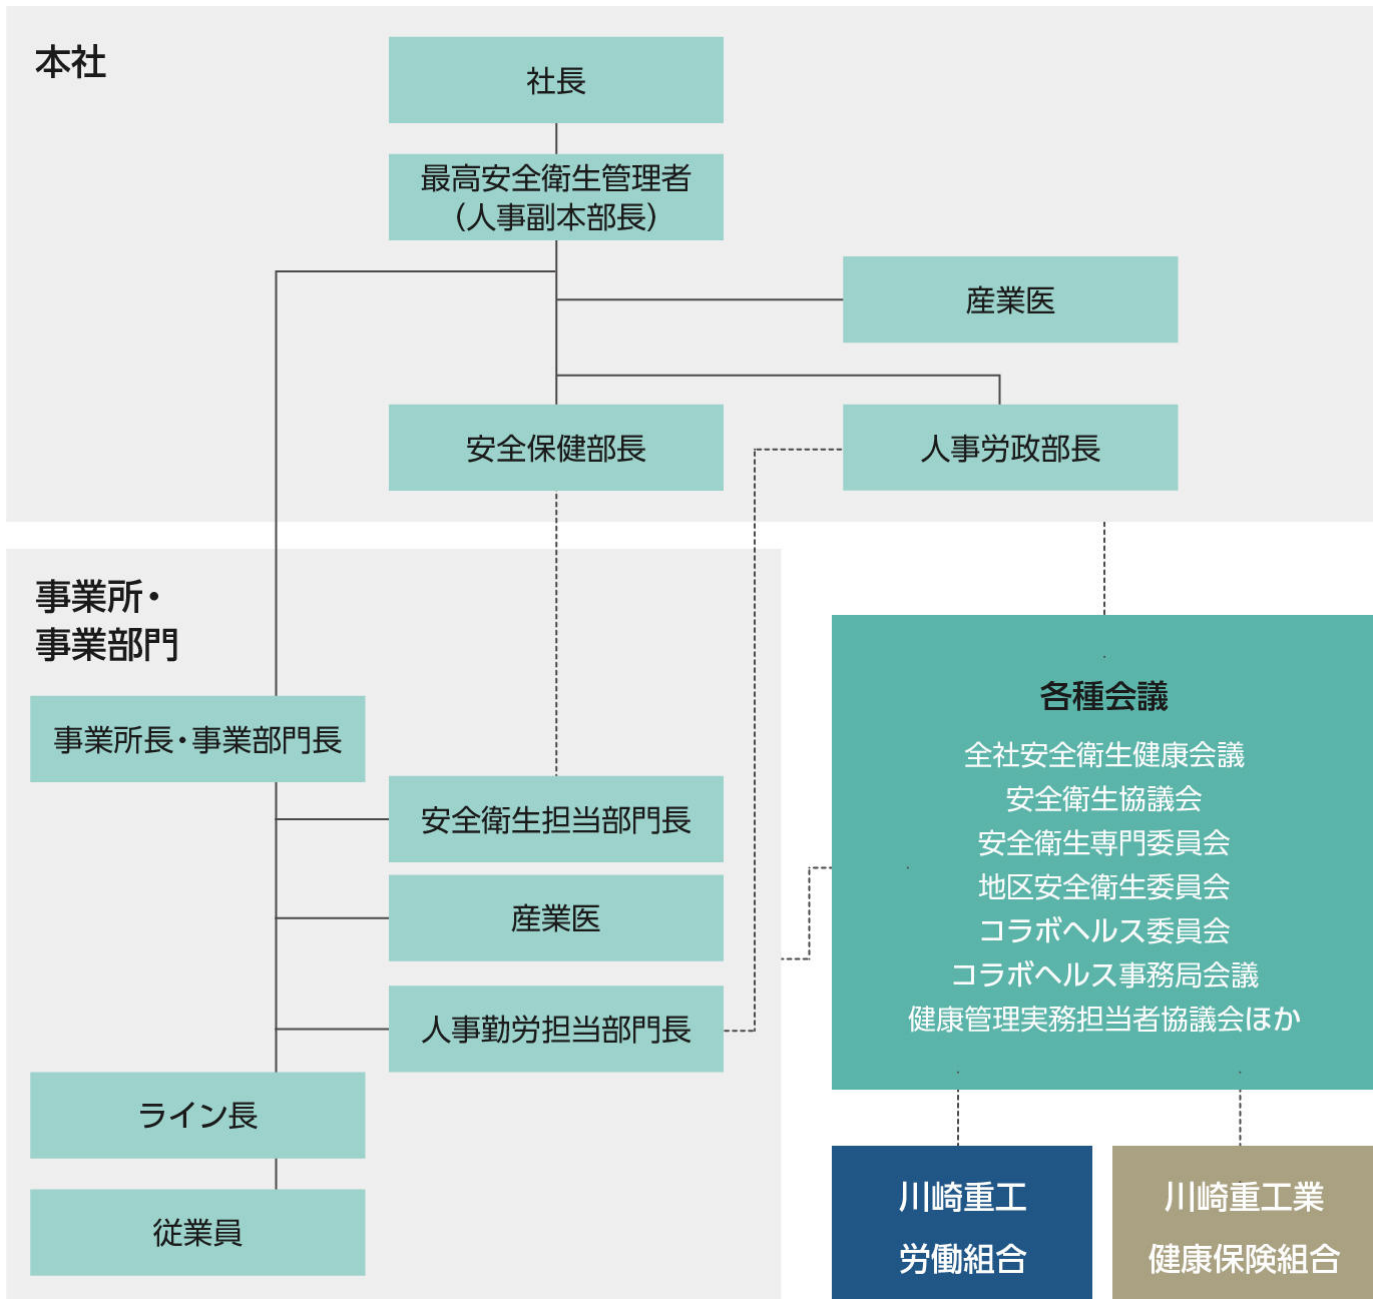 本社
社長
最高安全衛生管理者
（人事副本部長）
産業医
安全保健部長
人事労政部長
事業所・
事業部門
事業所長・事業部門長
安全衛生担当部門長
産業医
人事勤労担当部門長
ライン長
従業員
各種会議
全社安全衛生健康会議
安全衛生協議会
安全衛生専門委員会
地区安全衛生委員会
コラボヘルス委員会
コラボヘルス事務局会議
健康管理実務担当者協議会ほか
川崎重工
労働組合
川崎重工業
健康保険組合